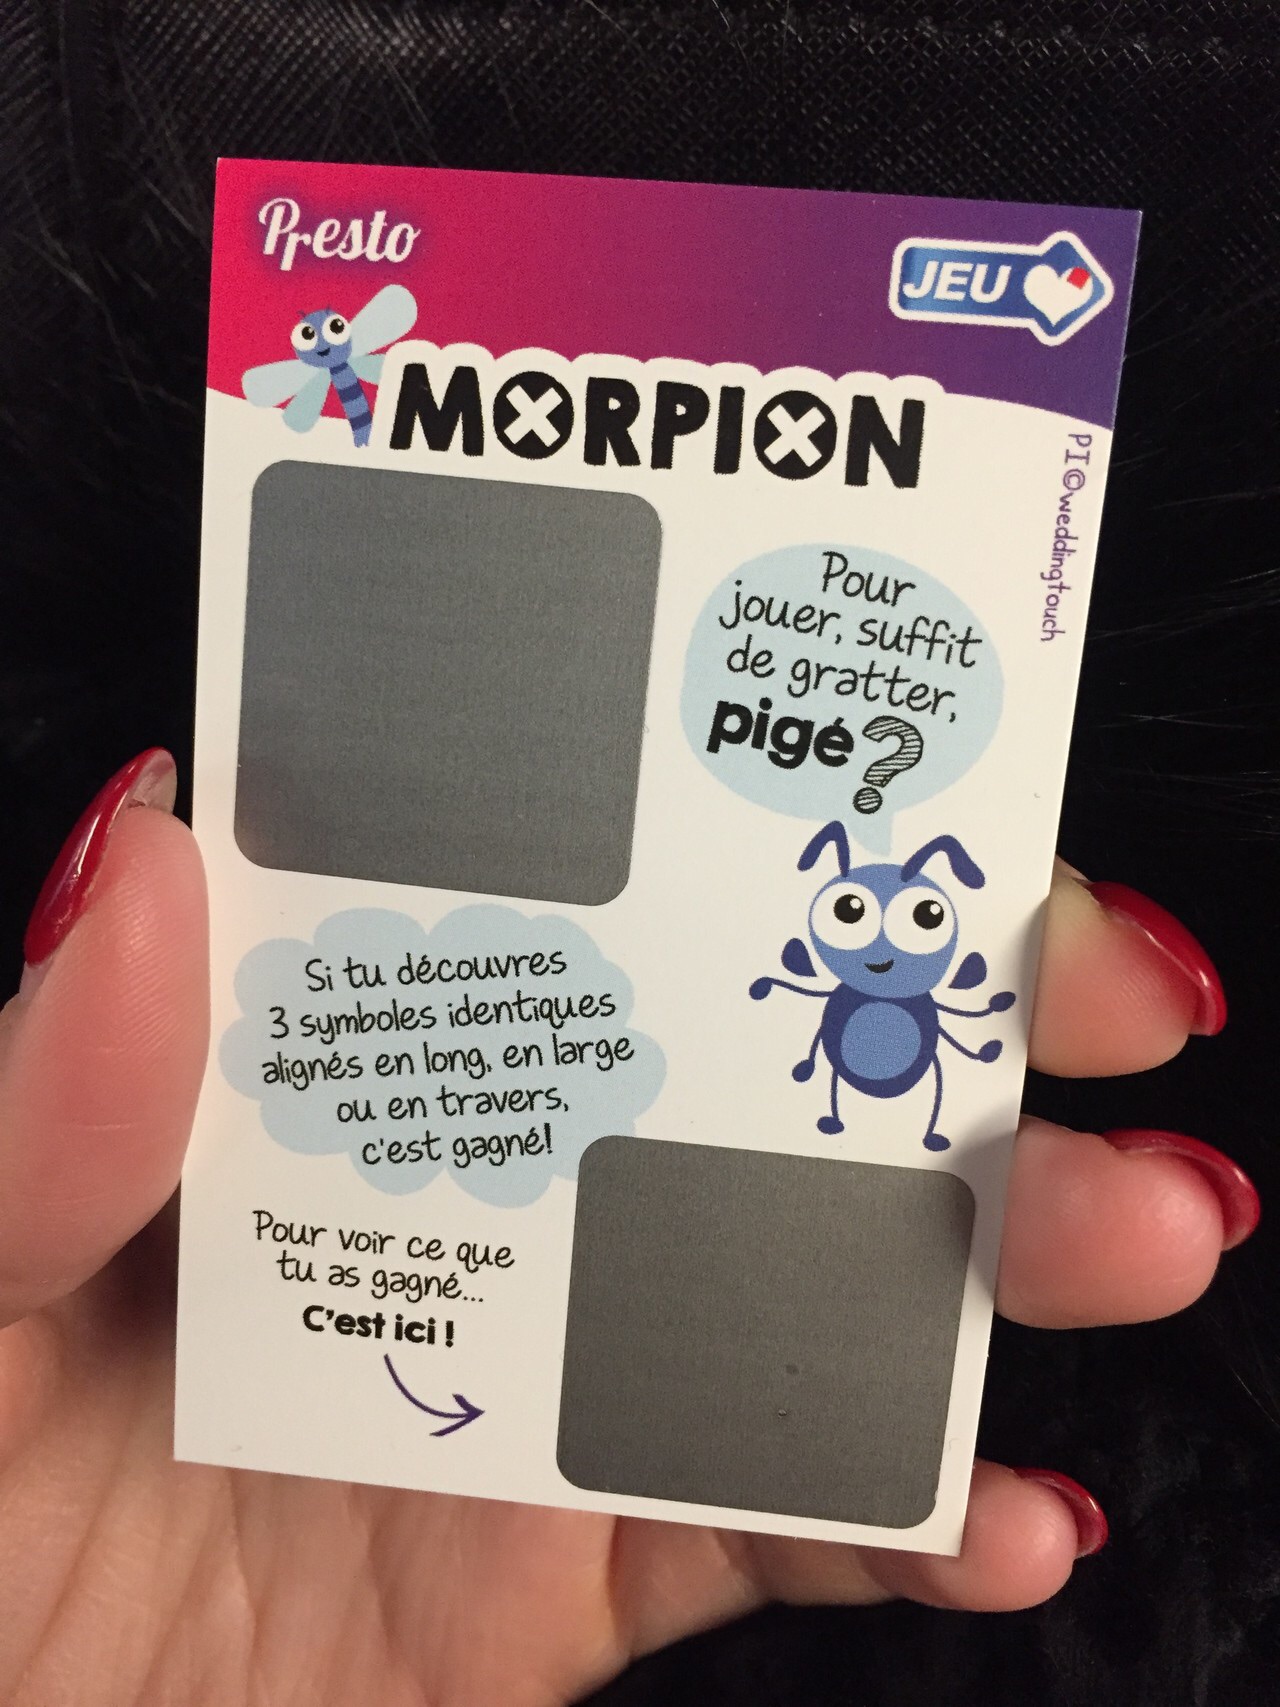 Presto
JEU
MORPION
PI©weddingtouch
Pour
jouer, suffit
de gratter,
pigé?
Si tu découvres
3 symboles identiques
alignés en long, en large
ou en travers,
c'est gagné!
Pour voir ce que
tu as gagné...
C'est ici !